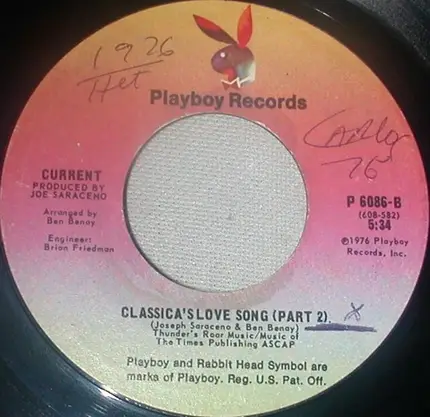 1976
Playboy Records
76
CURRENT
PRODUCED BY
JOE SARACENO
Arranged by
Ben Benay
Engineer:
Brian Friedman
P 6086-B
(60B-582)
5:34
℗1976 Playboy
Records, Inc.
CLASSICA'S LOVE SONG (PART 2)
(Joseph Saraceno & Ben Benay)
Thunder's Roar Music/Music of
The Times Publishing ASCAP
Playboy and Rabbit Head Symbol are
marks of Playboy. Reg. U.S. Pat. Off.